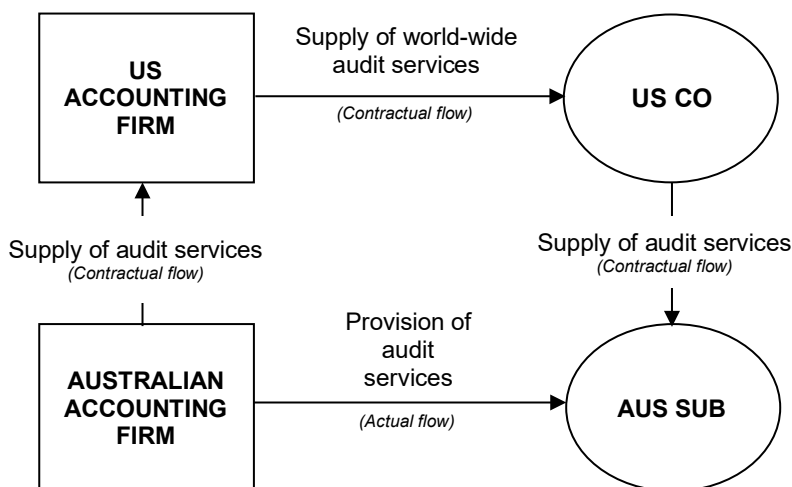 US
ACCOUNTING
FIRM
Supply of world-wide
audit services
(Contractual flow)
US CO
Supply of audit services
(Contractual flow)
Supply of audit services
(Contractual flow)
AUSTRALIAN
ACCOUNTING
FIRM
Provision of
audit
services
(Actual flow)
AUS SUB